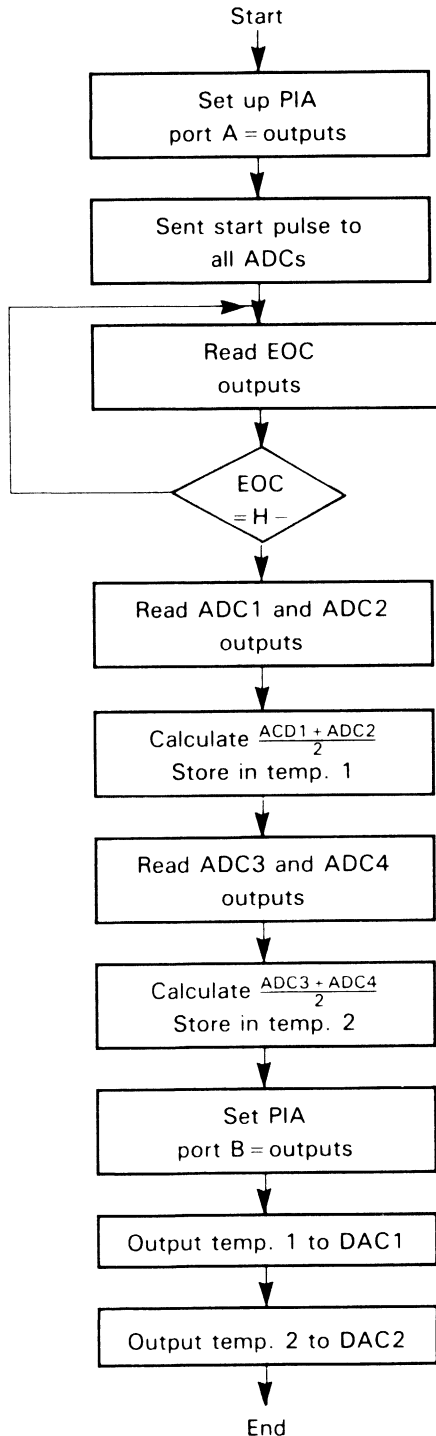 Start
Set up PIA
port A = outputs
Sent start pulse to
all ADCs
Read EOC
outputs
EOC
= H –
Read ADC1 and ADC2
outputs
Calculate ACD1 + ADC2 / 2
Store in temp. 1
Read ADC3 and ADC4
outputs
Calculate ADC3 + ADC4 / 2
Store in temp. 2
Set PIA
port B = outputs
Output temp. 1 to DAC1
Output temp. 2 to DAC2
End